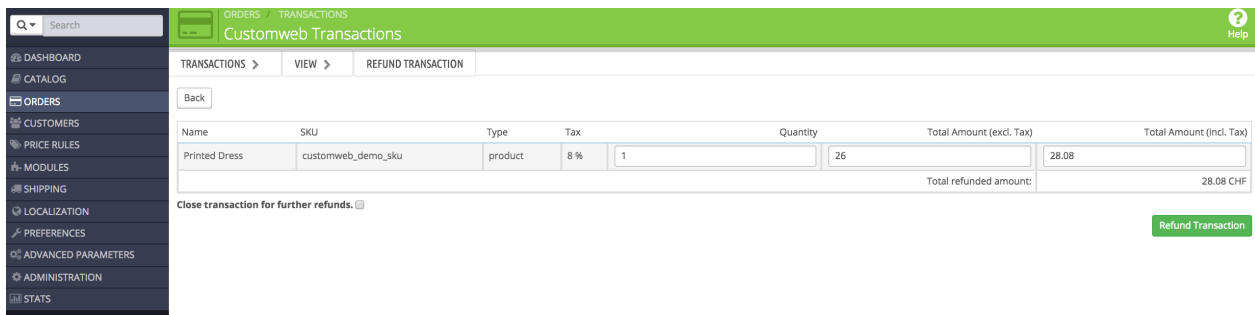 Search
DASHBOARD
CATALOG
ORDERS
CUSTOMERS
PRICE RULES
MODULES
SHIPPING
LOCALIZATION
PREFERENCES
ADVANCED PARAMETERS
ADMINISTRATION
STATS
ORDERS / TRANSACTIONS
Customweb Transactions
Help
TRANSACTIONS > VIEW > REFUND TRANSACTION
Back
Name SKU Type Tax Quantity Total Amount (excl. Tax) Total Amount (incl. Tax)
Printed Dress customweb_demo_sku product 8 % 1 26 28.08
Total refunded amount: 28.08 CHF
Close transaction for further refunds.
Refund Transaction